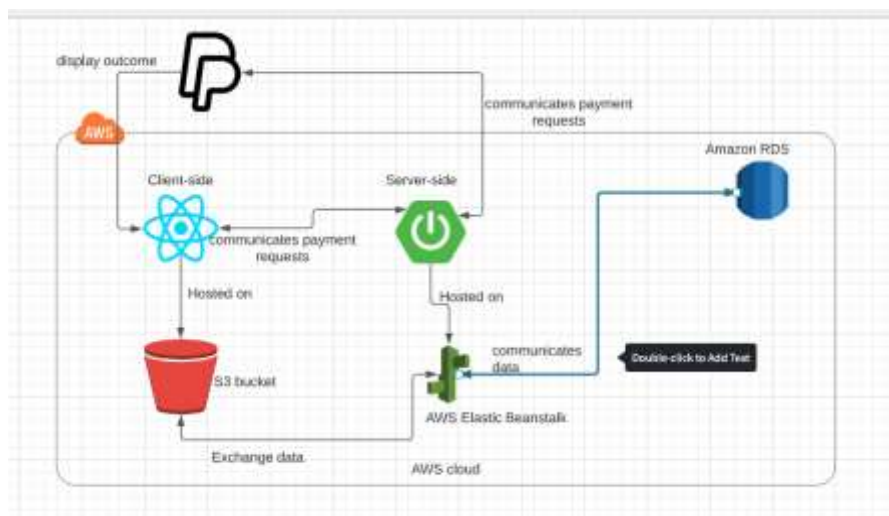 display outcome
communicates payment
requests
AWS
Amazon RDS
Client-side
Server-side
communicates payment
requests
Hosted on
Hosted on
communicates
data
Double-click to Add Text
S3 bucket
AWS Elastic Beanstalk
Exchange data
AWS cloud